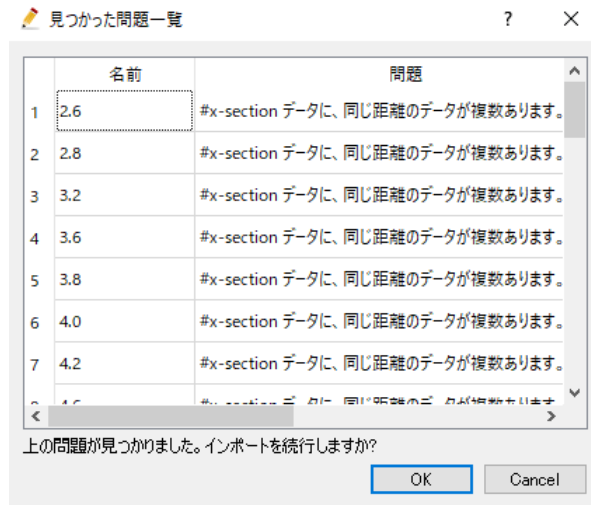 見つかった問題一覧 ?
名前 問題
1 2.6 #x-section データに、同じ距離のデータが複数あります。
2 2.8 #x-section データに、同じ距離のデータが複数あります。
3 3.2 #x-section データに、同じ距離のデータが複数あります。
4 3.6 #x-section データに、同じ距離のデータが複数あります。
5 3.8 #x-section データに、同じ距離のデータが複数あります。
6 4.0 #x-section データに、同じ距離のデータが複数あります。
7 4.2 #x-section データに、同じ距離のデータが複数あります。
上の問題が見つかりました。インポートを続行しますか?
OK Cancel